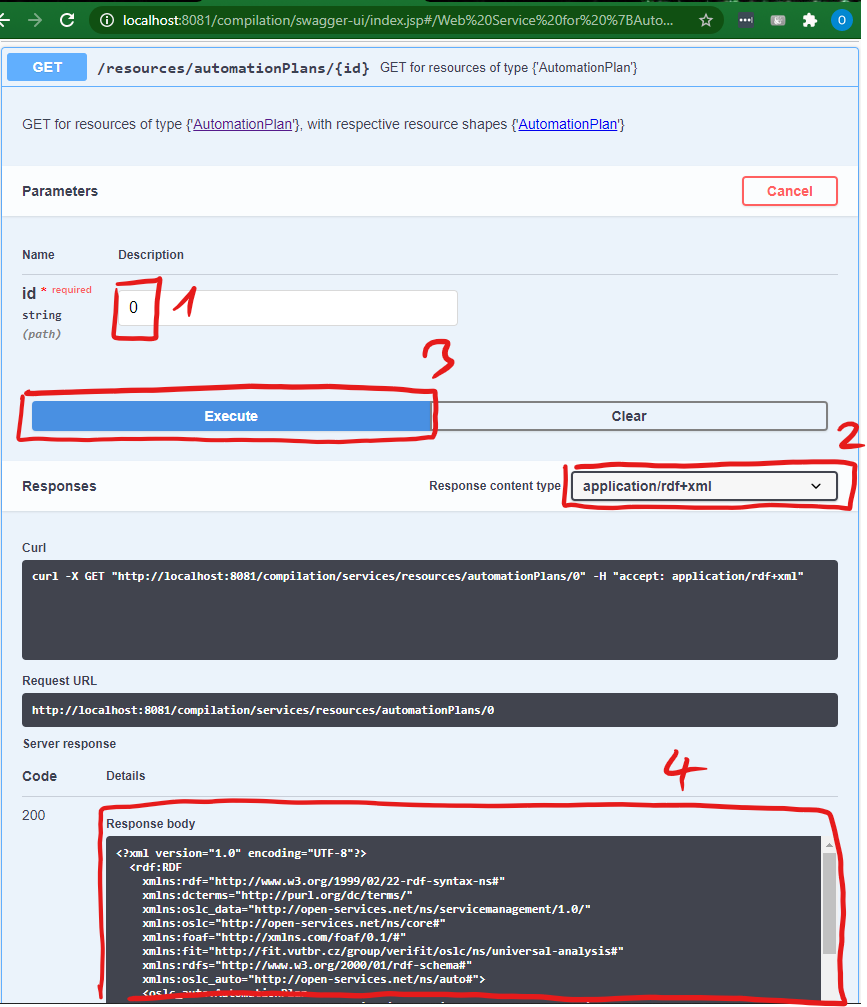 localhost:8081/compilation/swagger-ui/index.jsp#/Web%20Service%20for%20%7BAuto...
O
GET /resources/automationPlans/{id} GET for resources of type {'AutomationPlan'}
GET for resources of type {'AutomationPlan'}, with respective resource shapes {'AutomationPlan'}
Parameters
Cancel
Name Description
id * required
string
(path)
0
1
3
Execute
Clear
2
Responses
Response content type
application/rdf+xml
Curl
curl -X GET "http://localhost:8081/compilation/services/resources/automationPlans/0" -H "accept: application/rdf+xml"
Request URL
http://localhost:8081/compilation/services/resources/automationPlans/0
Server response
4
Code Details
200
Response body
<?xml version="1.0" encoding="UTF-8"?>
<rdf:RDF
xmlns:rdf="http://www.w3.org/1999/02/22-rdf-syntax-ns#"
xmlns:dcterms="http://purl.org/dc/terms/"
xmlns:oslc_data="http://open-services.net/ns/servicemanagement/1.0/"
xmlns:oslc="http://open-services.net/ns/core#"
xmlns:foaf="http://xmlns.com/foaf/0.1/#"
xmlns:fit="http://fit.vutbr.cz/group/verifit/oslc/ns/universal-analysis#"
xmlns:rdfs="http://www.w3.org/2000/01/rdf-schema#"
xmlns:oslc_auto="http://open-services.net/ns/auto#">
<oslc_auto:AutomationPlan